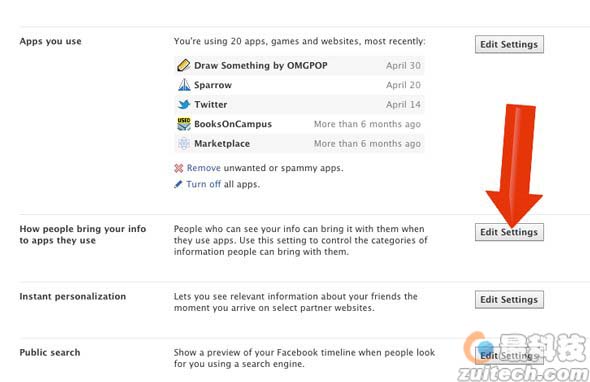 Apps you use
You're using 20 apps, games and websites, most recently:
Edit Settings
Draw Something by OMGPOP April 30
Sparrow April 20
Twitter April 14
USED
BooksOnCampus More than 6 months ago
Marketplace More than 6 months ago
Remove unwanted or spammy apps.
Turn off all apps.
How people bring your info
to apps they use
People who can see your info can bring it with them when
they use apps. Use this setting to control the categories of
information people can bring with them.
Edit Settings
Instant personalization
Lets you see relevant information about your friends the
moment you arrive on select partner websites.
Edit Settings
Public search
Show a preview of your Facebook timeline when people look
for you using a search engine.
Edit Settings
最科技
zuitech.com